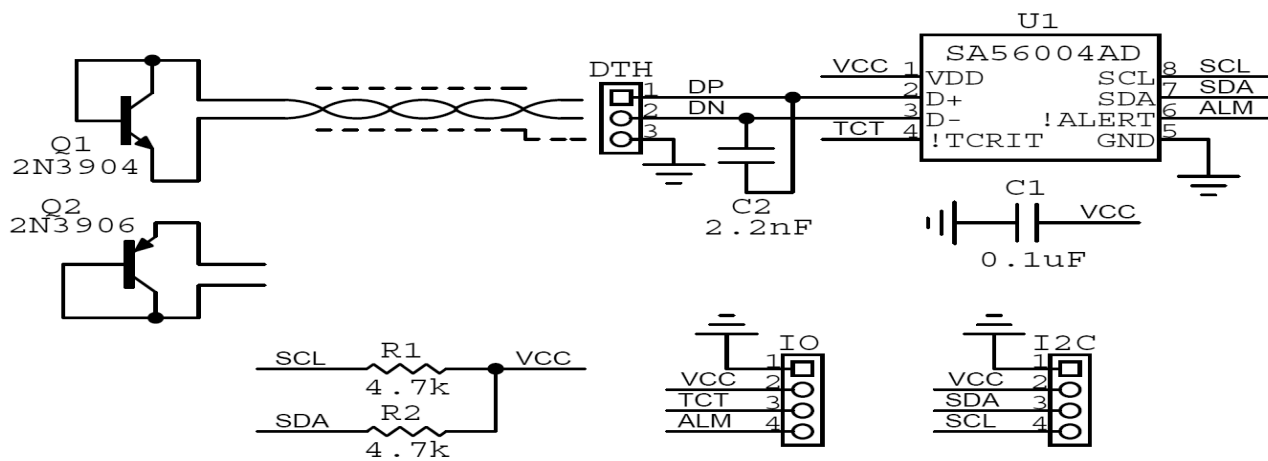 U1
SA56004AD
VCC 1 VDD SCL 8 SCL
DTH
1 DP 2 D+ SDA 7 SDA
2 DN 3 D- !ALERT 6 ALM
3 TCT 4 !TCRIT GND 5
Q1
2N3904
C2
2.2nF
C1
VCC
0.1uF
Q2
2N3906
SCL R1 VCC
4.7k
SDA R2
4.7k
IO
1
VCC 2
TCT 3
ALM 4
I2C
1
VCC 2
SDA 3
SCL 4